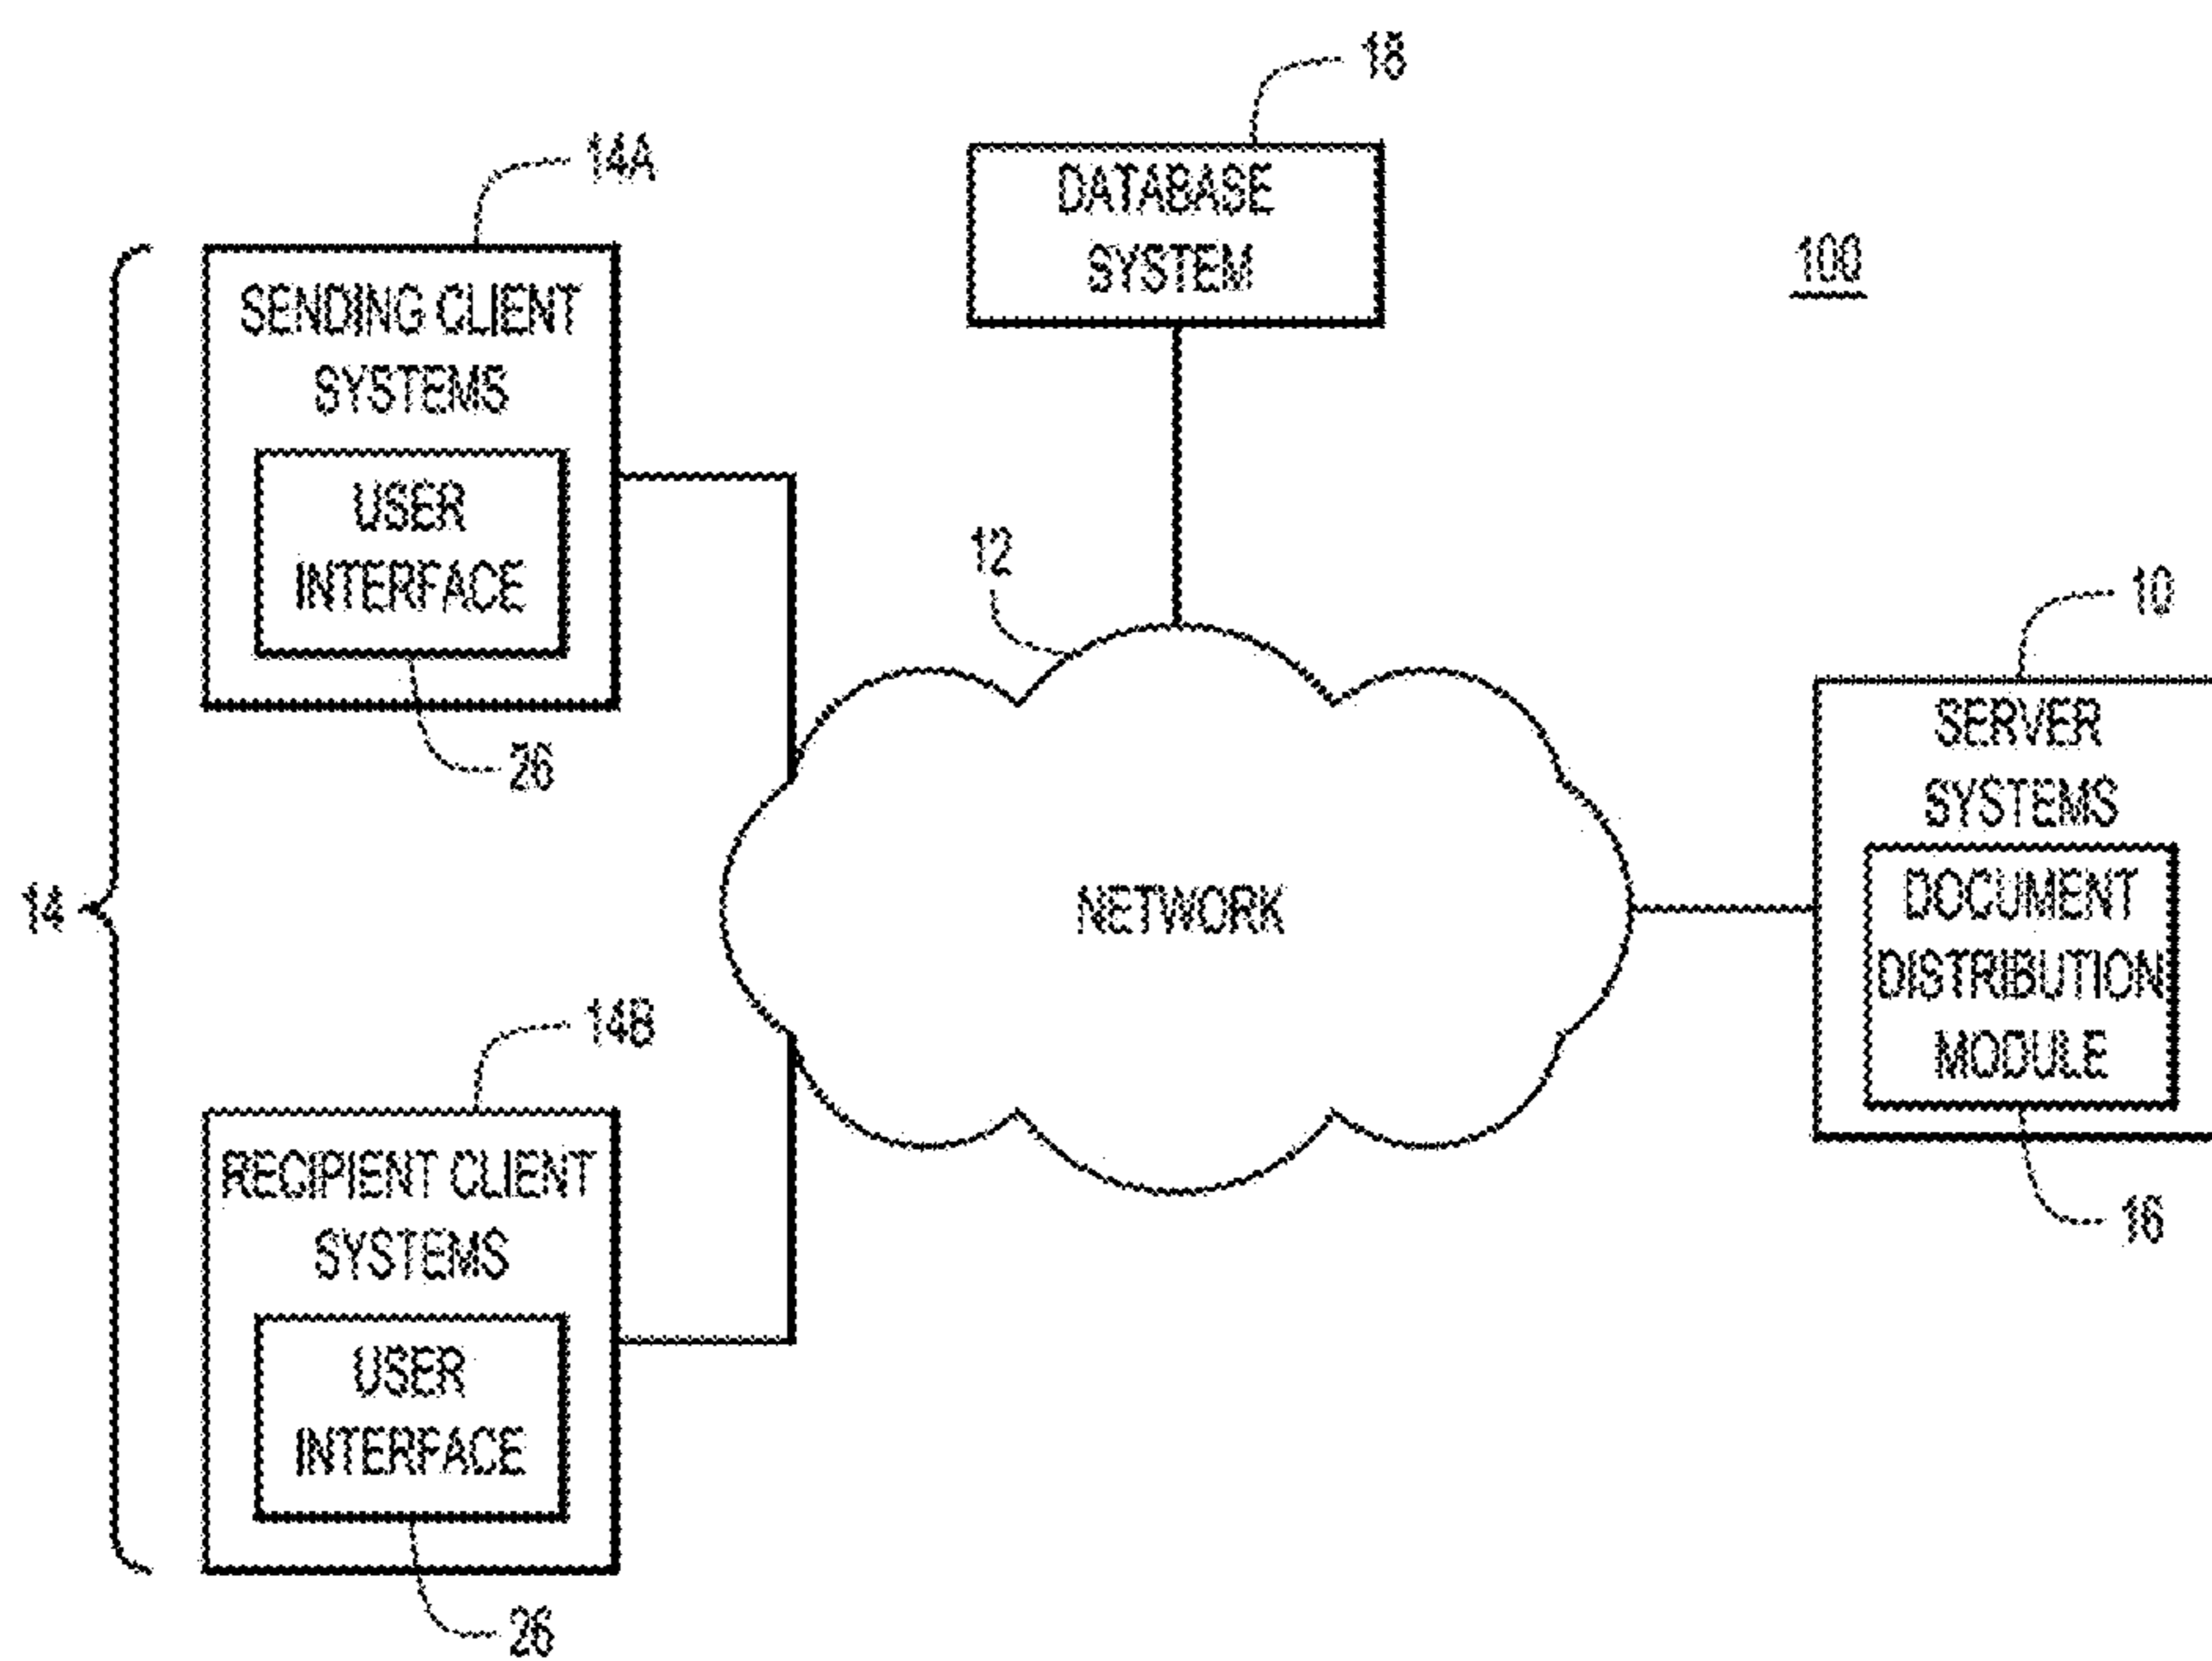 18
14A
DATABASE
SYSTEM
100
SENDING CLIENT
SYSTEMS
USER
INTERFACE
26
12
10
SERVER
SYSTEMS
DOCUMENT
DISTRIBUTION
MODULE
16
14
NETWORK
14B
RECIPIENT CLIENT
SYSTEMS
USER
INTERFACE
26